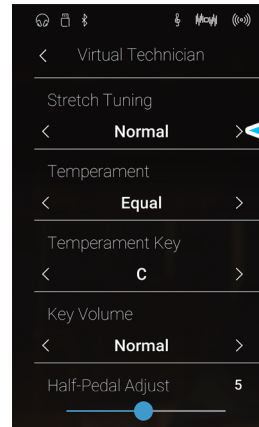 Virtual Technician
Stretch Tuning
Normal
Temperament
Equal
Temperament Key
C
Key Volume
Normal
Half-Pedal Adjust 5